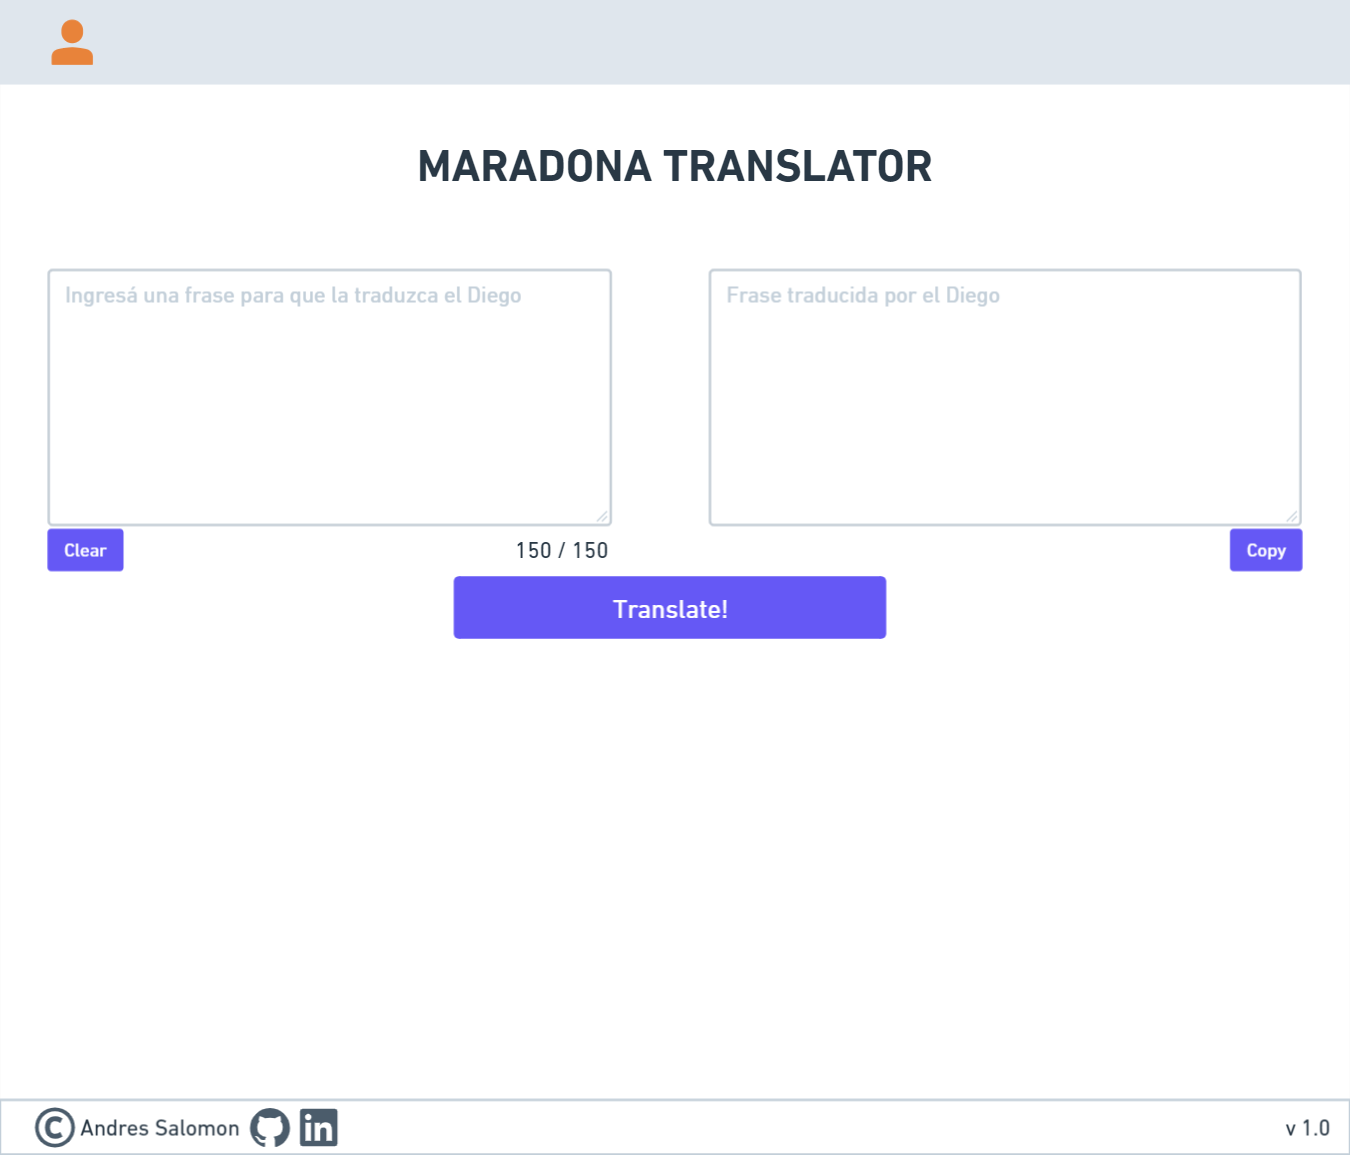 MARADONA TRANSLATOR
Ingresá una frase para que la traduzca el Diego
Frase traducida por el Diego
Clear
150 / 150
Copy
Translate!
© Andres Salomon in
v 1.0